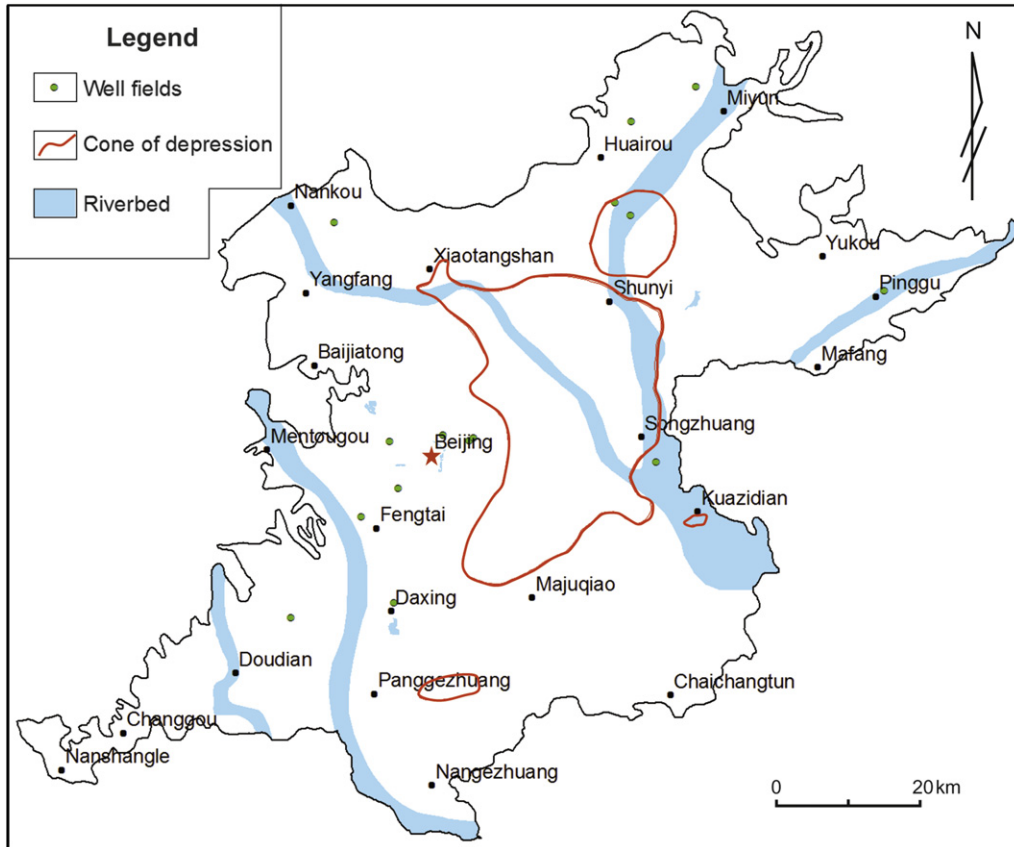 Legend
Well fields
Cone of depression
Riverbed
N
Miyun
Huairou
Nankou
Yukou
Xiaotangshan
Pinggu
Yangfang
Shunyi
Baijiatong
Mafang
Mentougou
Beijing
Songzhuang
Kuazidian
Fengtai
Majuqiao
Daxing
Doudian
Panggezhuang
Chaichangtun
Changgou
Nanshangle
Nangezhuang
0
20km